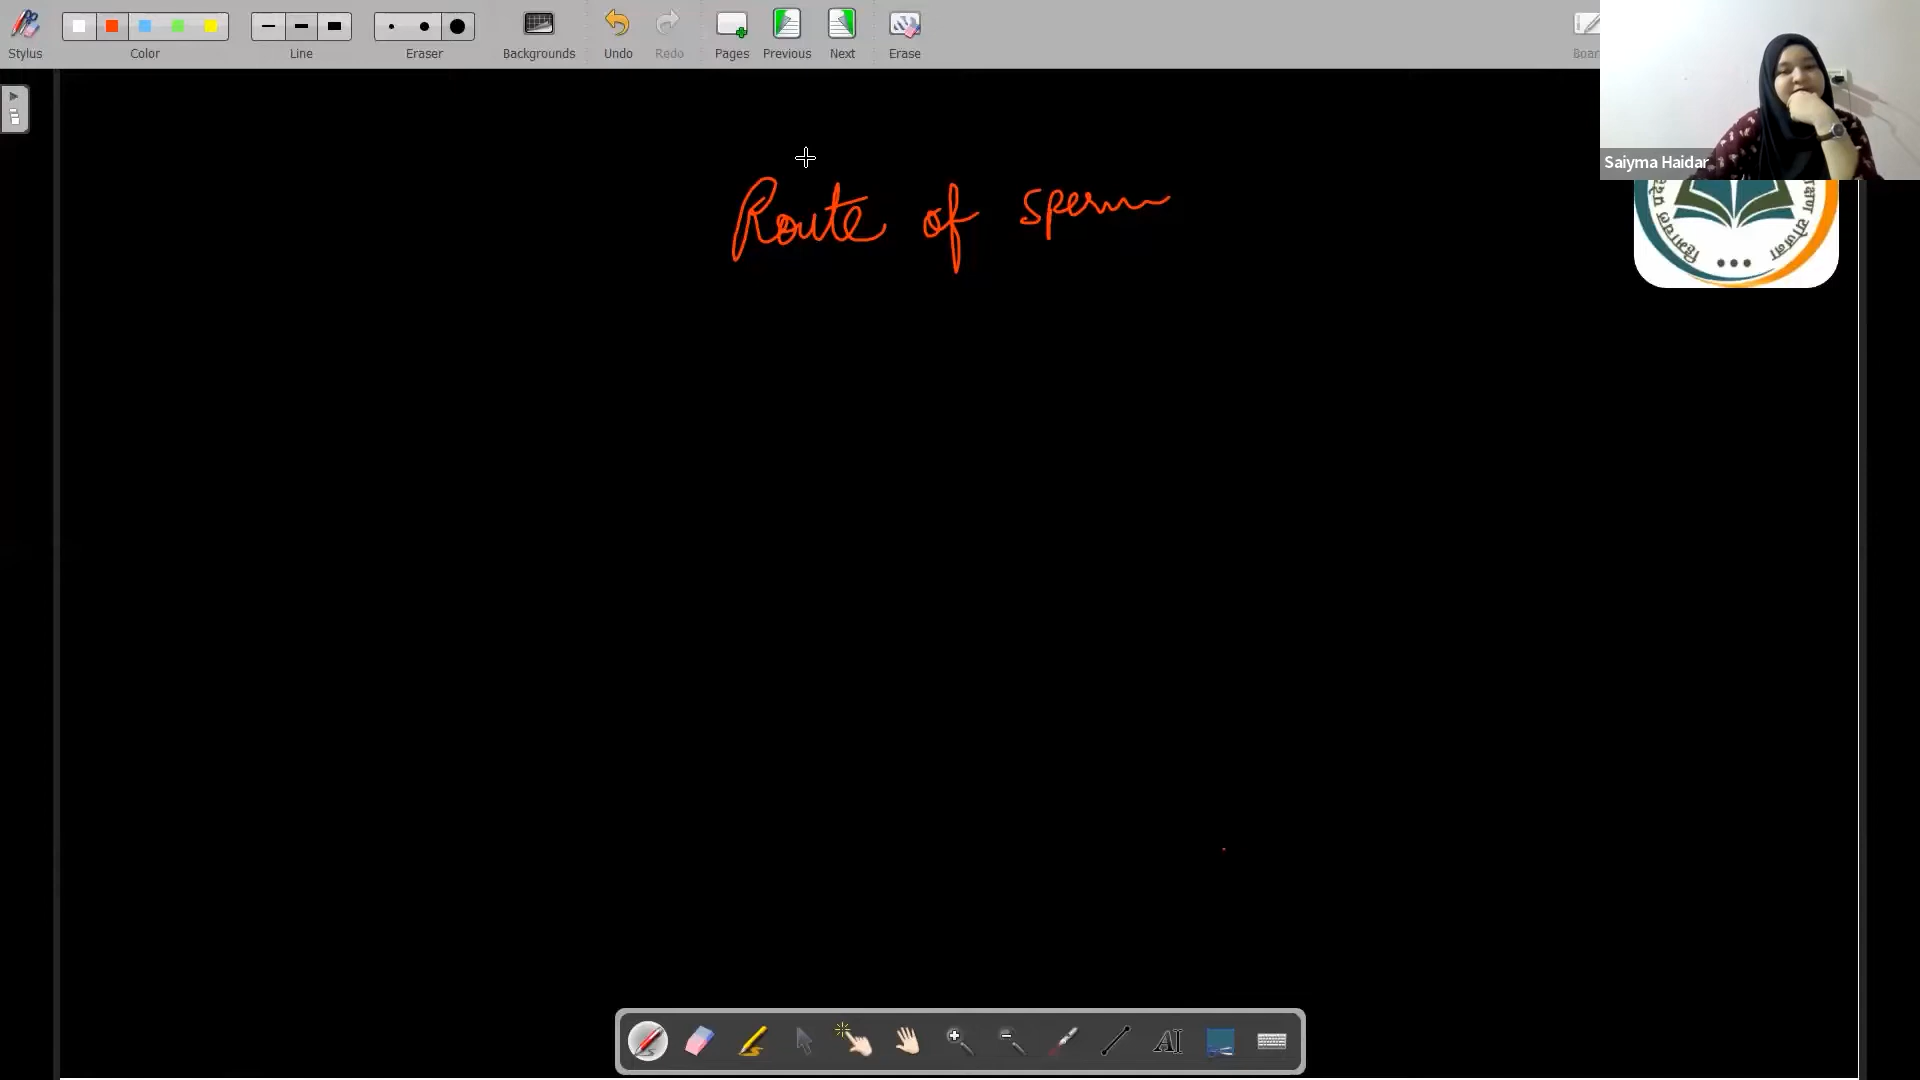 Stylus Color Line Eraser Backgrounds Undo Redo Pages Previous Next Erase
Saiyma Haidar
Route of sperm